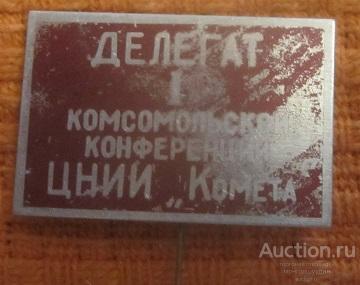 ДЕЛЕГАТ
I
КОМСОМОЛЬСКОЙ
КОНФЕРЕНЦИИ
ЦНИИ „КОМЕТА
Auction.ru